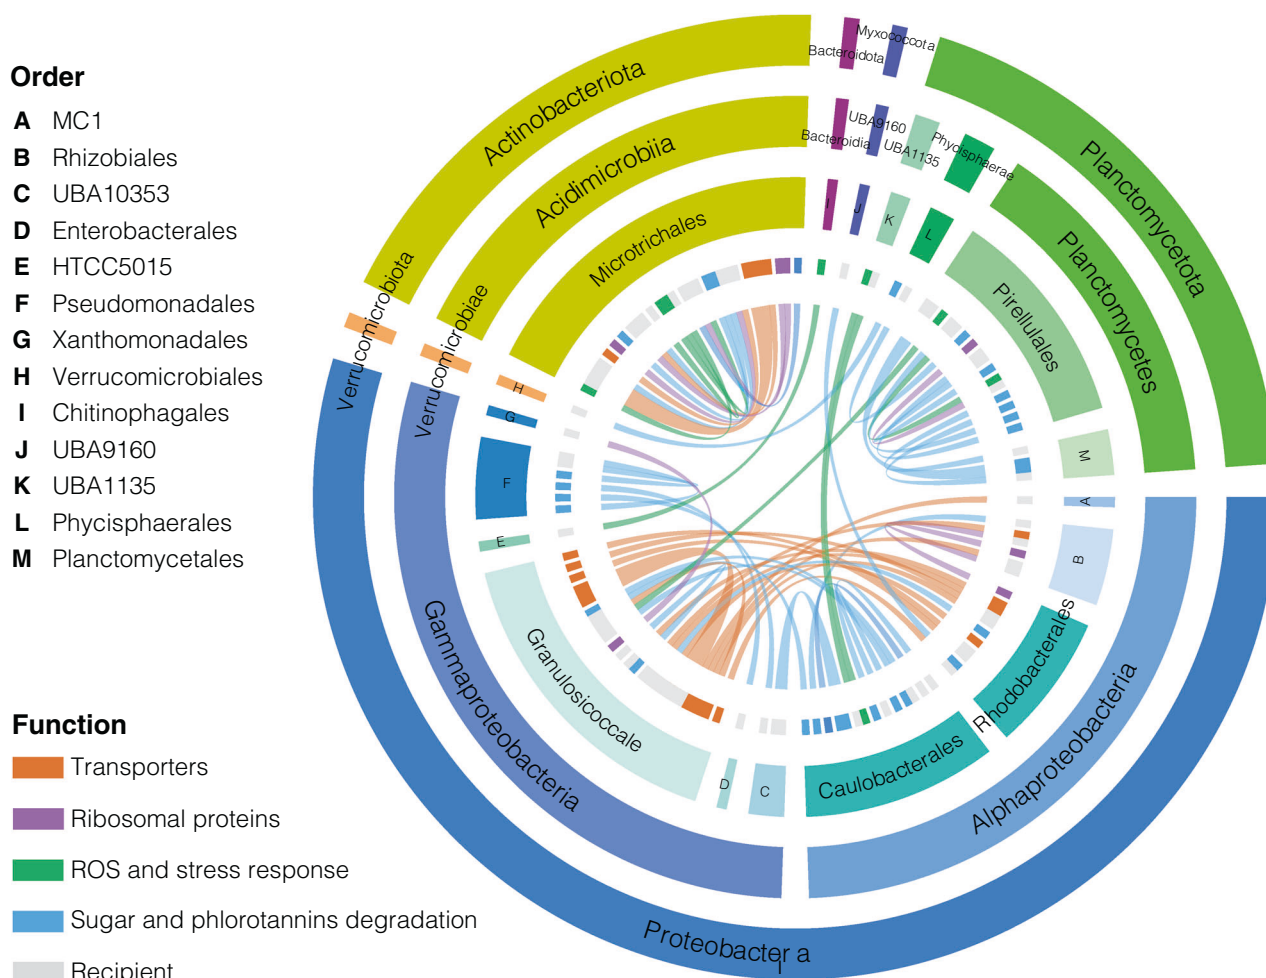 Order
A MC1
B Rhizobiales
C UBA10353
D Enterobacterales
E HTCC5015
F Pseudomonadales
G Xanthomonadales
H Verrucomicrobiales
I Chitinophagales
J UBA9160
K UBA1135
L Phycisphaerales
M Planctomycetales
Function
Transporters
Ribosomal proteins
ROS and stress response
Sugar and phlorotannins degradation
Recipient
Actinobacteriota
Bacteroidota
Myxococcota
Planctomycetota
Proteobacter a
i
Verrucomicrobiota
Acidimicrobiia
Bacteroidia
UBA9160
UBA1135
Phycisphaerae
Planctomycetes
Alphaproteobacteria
Gammaproteobacteria
Verrucomicrobiae
Microtrichales
I
J
K
L
Pirellulales
M
A
B
Rhodobacterales
Caulobacterales
C
D
Granulosicoccale
E
F
G
H